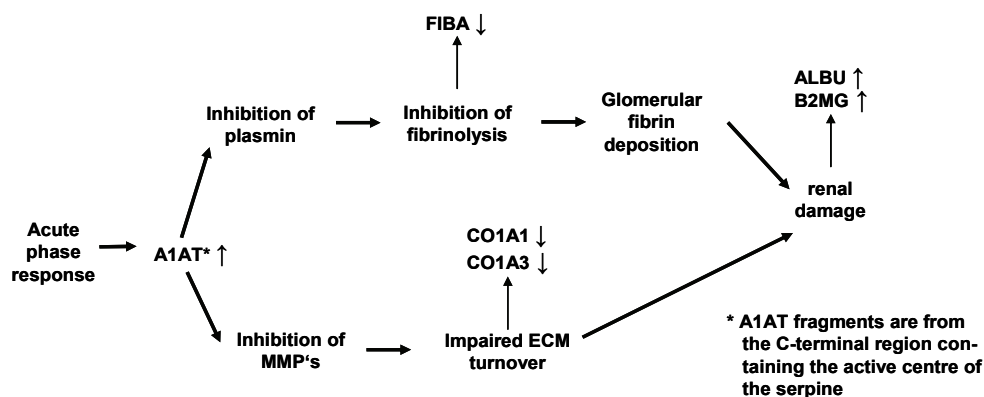 FIBA ↓
ALBU ↑
B2MG ↑
Inhibition of
plasmin
Inhibition of
fibrinolysis
Glomerular
fibrin
deposition
renal
damage
Acute
phase
response
A1AT* ↑
CO1A1 ↓
CO1A3 ↓
Inhibition of
MMP‘s
Impaired ECM
turnover
* A1AT fragments are from
the C-terminal region con-
taining the active centre of
the serpine